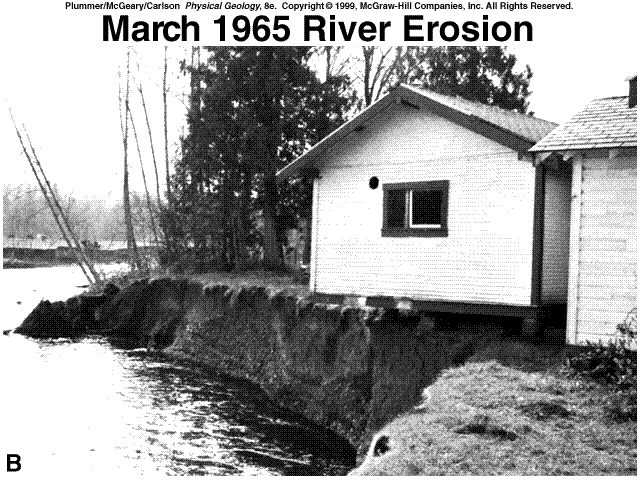 Plummer/McGeary/Carlson Physical Geology, 8e. Copyright © 1999, McGraw-Hill Companies, Inc. All Rights Reserved.
March 1965 River Erosion
B